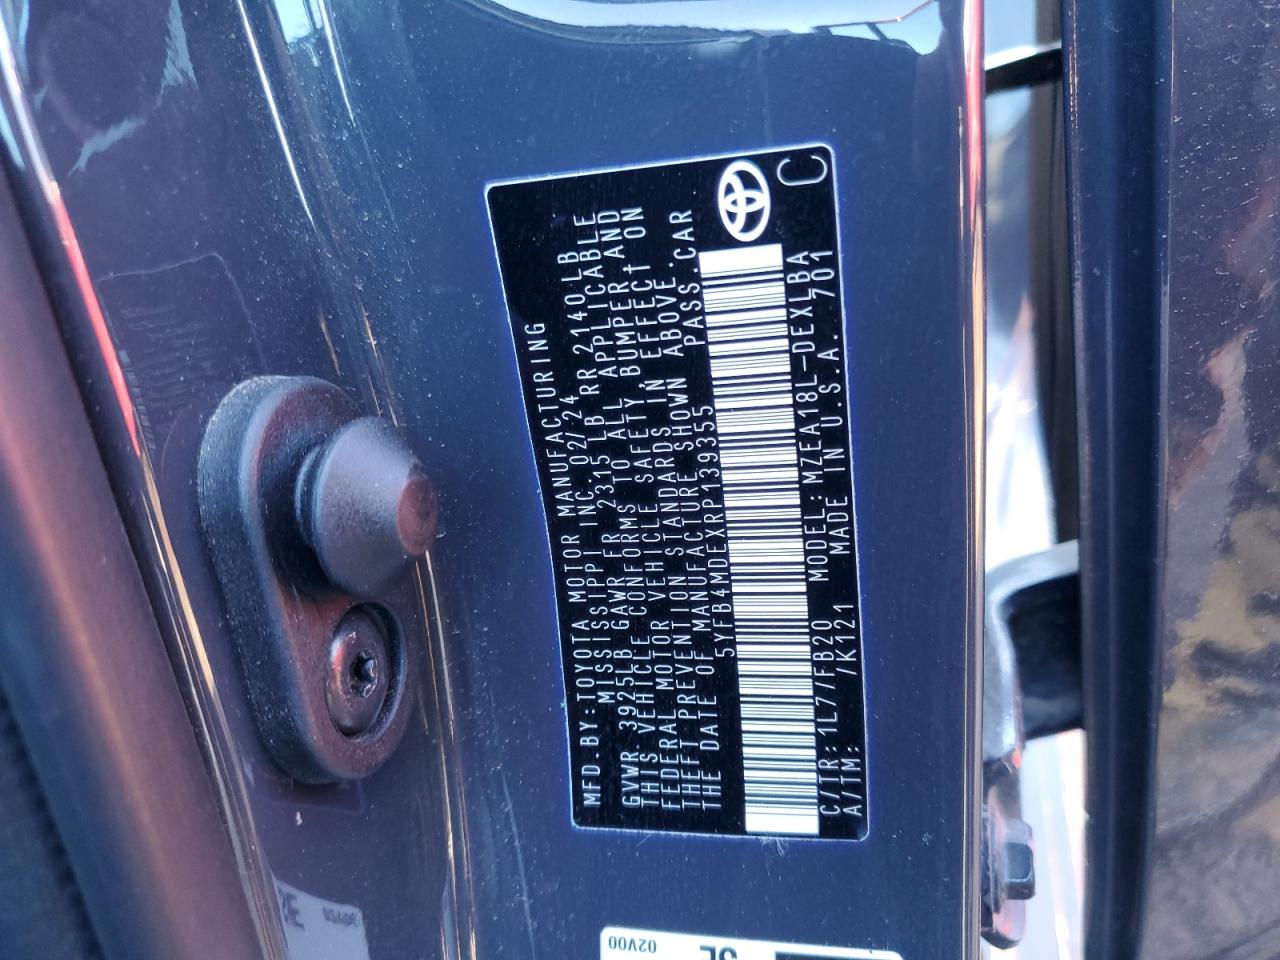 MFD.BY:TOYOTA MOTOR MANUFACTURING
MISSISSIPPI INC 02/24
GVWR 3925LB GAWR FR 2315 LB RR 2140 LB
THIS VEHICLE CONFORMS TO ALL APPLICABLE
FEDERAL MOTOR VEHICLE SAFETY, BUMPER, AND
THEFT PREVENTION STANDARDS IN EFFECT ON
THE DATE OF MANUFACTURE SHOWN ABOVE.
5YFB4MDEXRP139355 PASS.CAR
C
C/TR:1L77/FB20 MODEL:MZEA18L-DEXLBA
A/TM: /K121 MADE IN U.S.A. 701
02V00